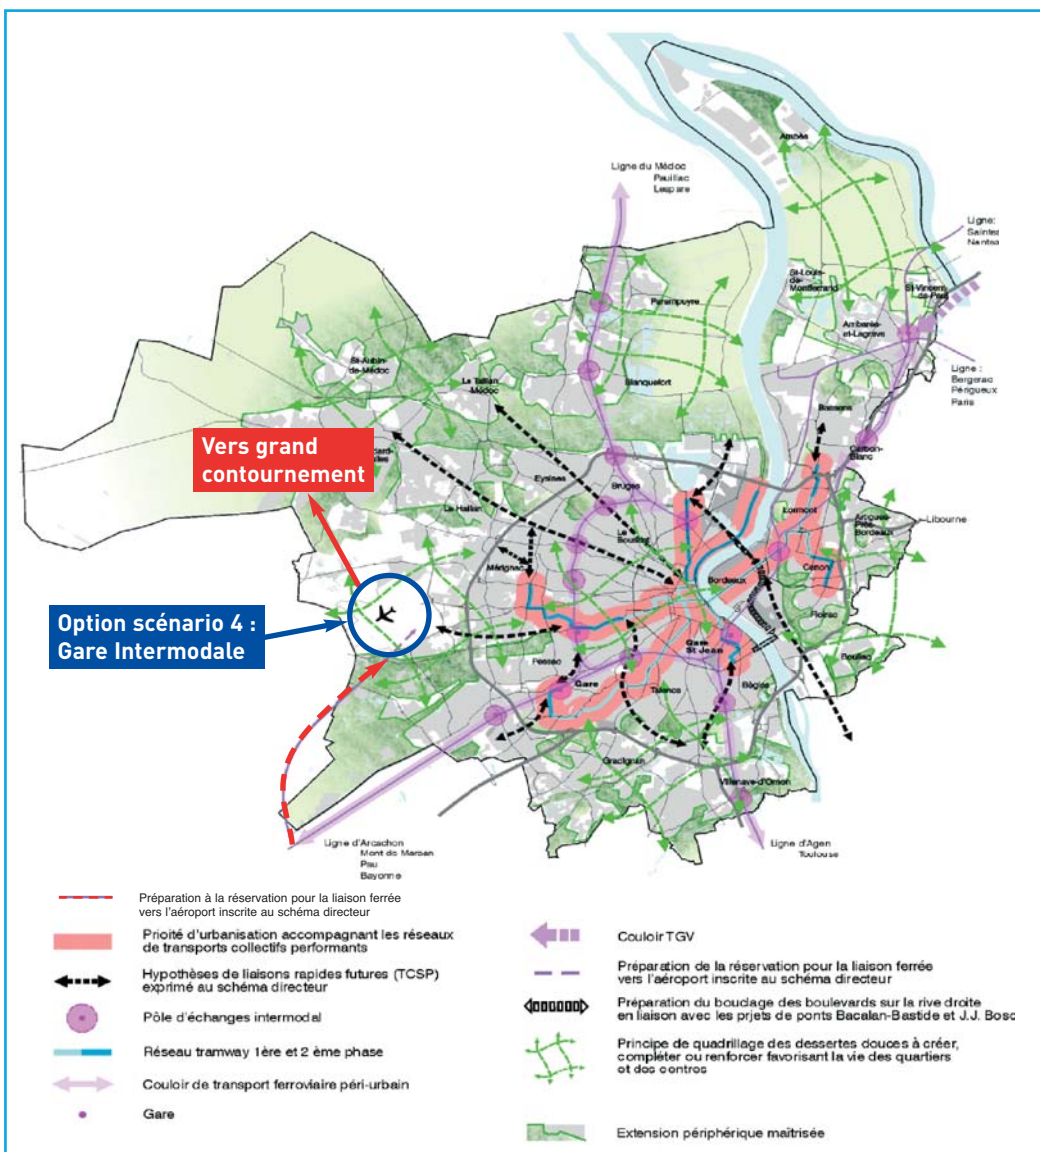 Ambès
Ligne du Médoc
Pauillac
Lespare
Ligne:
Saintes
Nantes
St-Louis-
de-
Montferrand
St-Vincent-
de-Paul
Parempuyre
Ambarès-
et-Lagrave
St-Aubin-
de-Médoc
Le Taillan
-Médoc
Blanquefort
Ligne :
Bergerac
Périgueux
Paris
Bassens
Vers grand
contournement
Carbon-
Blanc
Eysines
Bruges
Le Haillan
Lormont
Artigues-
Près-
Bordeaux
Libourne
Le Bouscat
Mérignac
Bordeaux
Cenon
Option scénario 4 :
Gare Intermodale
Floirac
Gare
St Jean
Bouliac
Pessac
Gare
Talence
Bègles
Gradignan
Villenave-d'Ornon
Ligne d'Arcachon
Mont de Marsan
Pau
Bayonne
Ligne d'Agen
Toulouse
Préparation à la réservation pour la liaison ferrée
vers l'aéroport inscrite au schéma directeur
Prioité d'urbanisation accompagnant les réseaux
de transports collectifs performants
Hypothèses de liaisons rapides futures (TCSP)
exprimé au schéma directeur
Pôle d'échanges intermodal
Réseau tramway 1ère et 2 ème phase
Couloir de transport ferroviaire péri-urbain
Gare
Couloir TGV
Préparation de la réservation pour la liaison ferrée
vers l'aéroport inscrite au schéma directeur
Préparation du bouclage des boulevards sur la rive droite
en liaison avec les prjets de ponts Bacalan-Bastide et J.J. Bosc
Principe de quadrillage des dessertes douces à créer,
compléter ou renforcer favorisant la vie des quartiers
et des centres
Extension périphérique maîtrisée